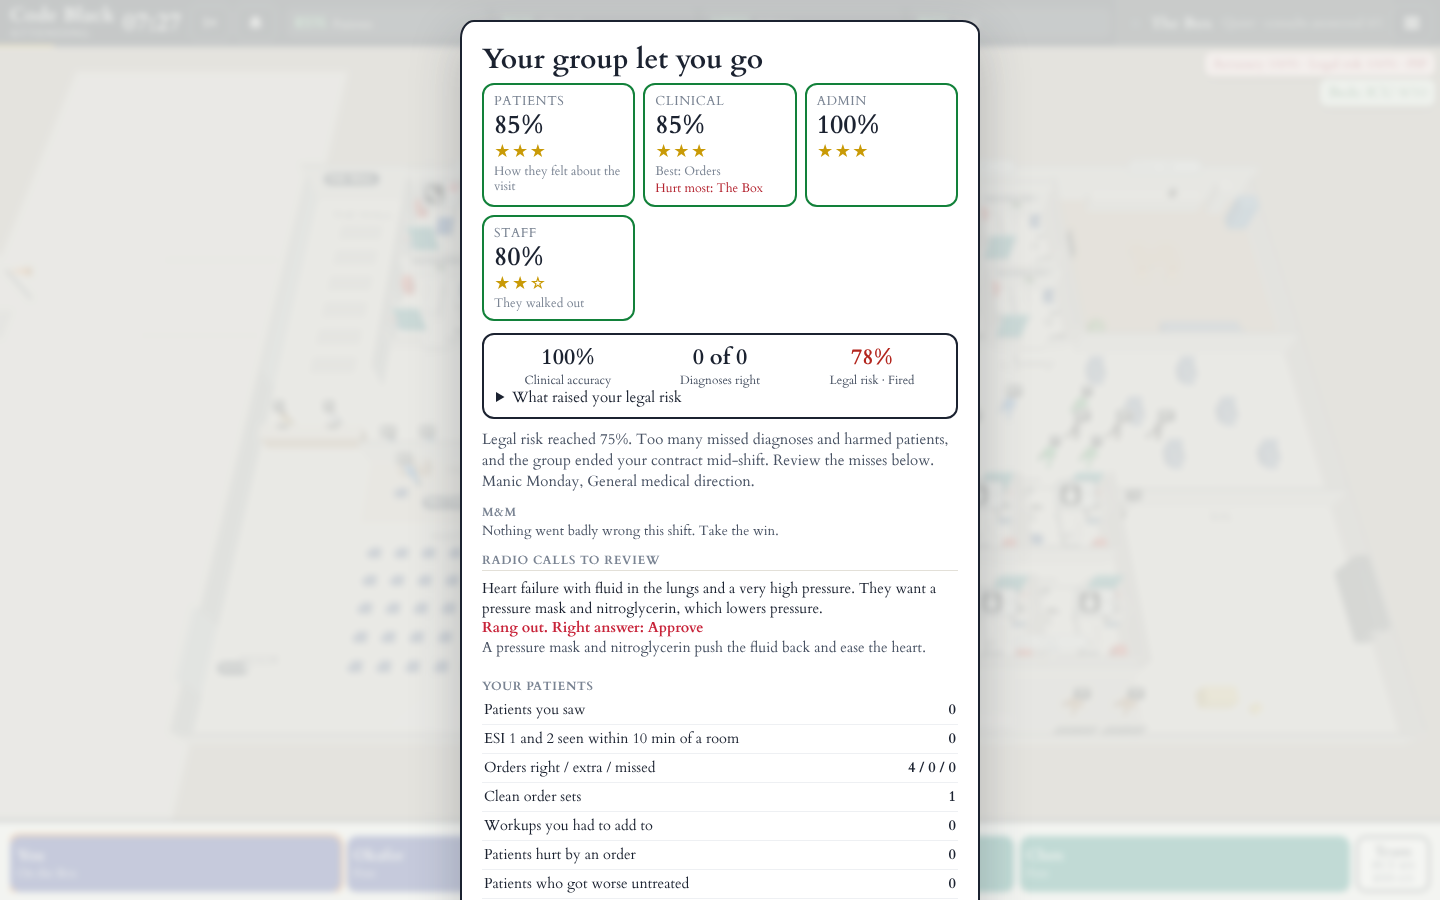 Code Black
07:27
Your group let you go
PATIENTS
85%
★★★
How they felt about the
visit
CLINICAL
85%
★★★
Best: Orders
Hurt most: The Box
ADMIN
100%
★★★
STAFF
80%
★★☆
They walked out
100%
Clinical accuracy
0 of 0
Diagnoses right
78%
Legal risk · Fired
▶ What raised your legal risk
Legal risk reached 75%. Too many missed diagnoses and harmed patients,
and the group ended your contract mid-shift. Review the misses below.
Manic Monday, General medical direction.
M&M
Nothing went badly wrong this shift. Take the win.
RADIO CALLS TO REVIEW
Heart failure with fluid in the lungs and a very high pressure. They want a
pressure mask and nitroglycerin, which lowers pressure.
Rang out. Right answer: Approve
A pressure mask and nitroglycerin push the fluid back and ease the heart.
YOUR PATIENTS
Patients you saw 0
ESI 1 and 2 seen within 10 min of a room 0
Orders right / extra / missed 4 / 0 / 0
Clean order sets 1
Workups you had to add to 0
Patients hurt by an order 0
Patients who got worse untreated 0